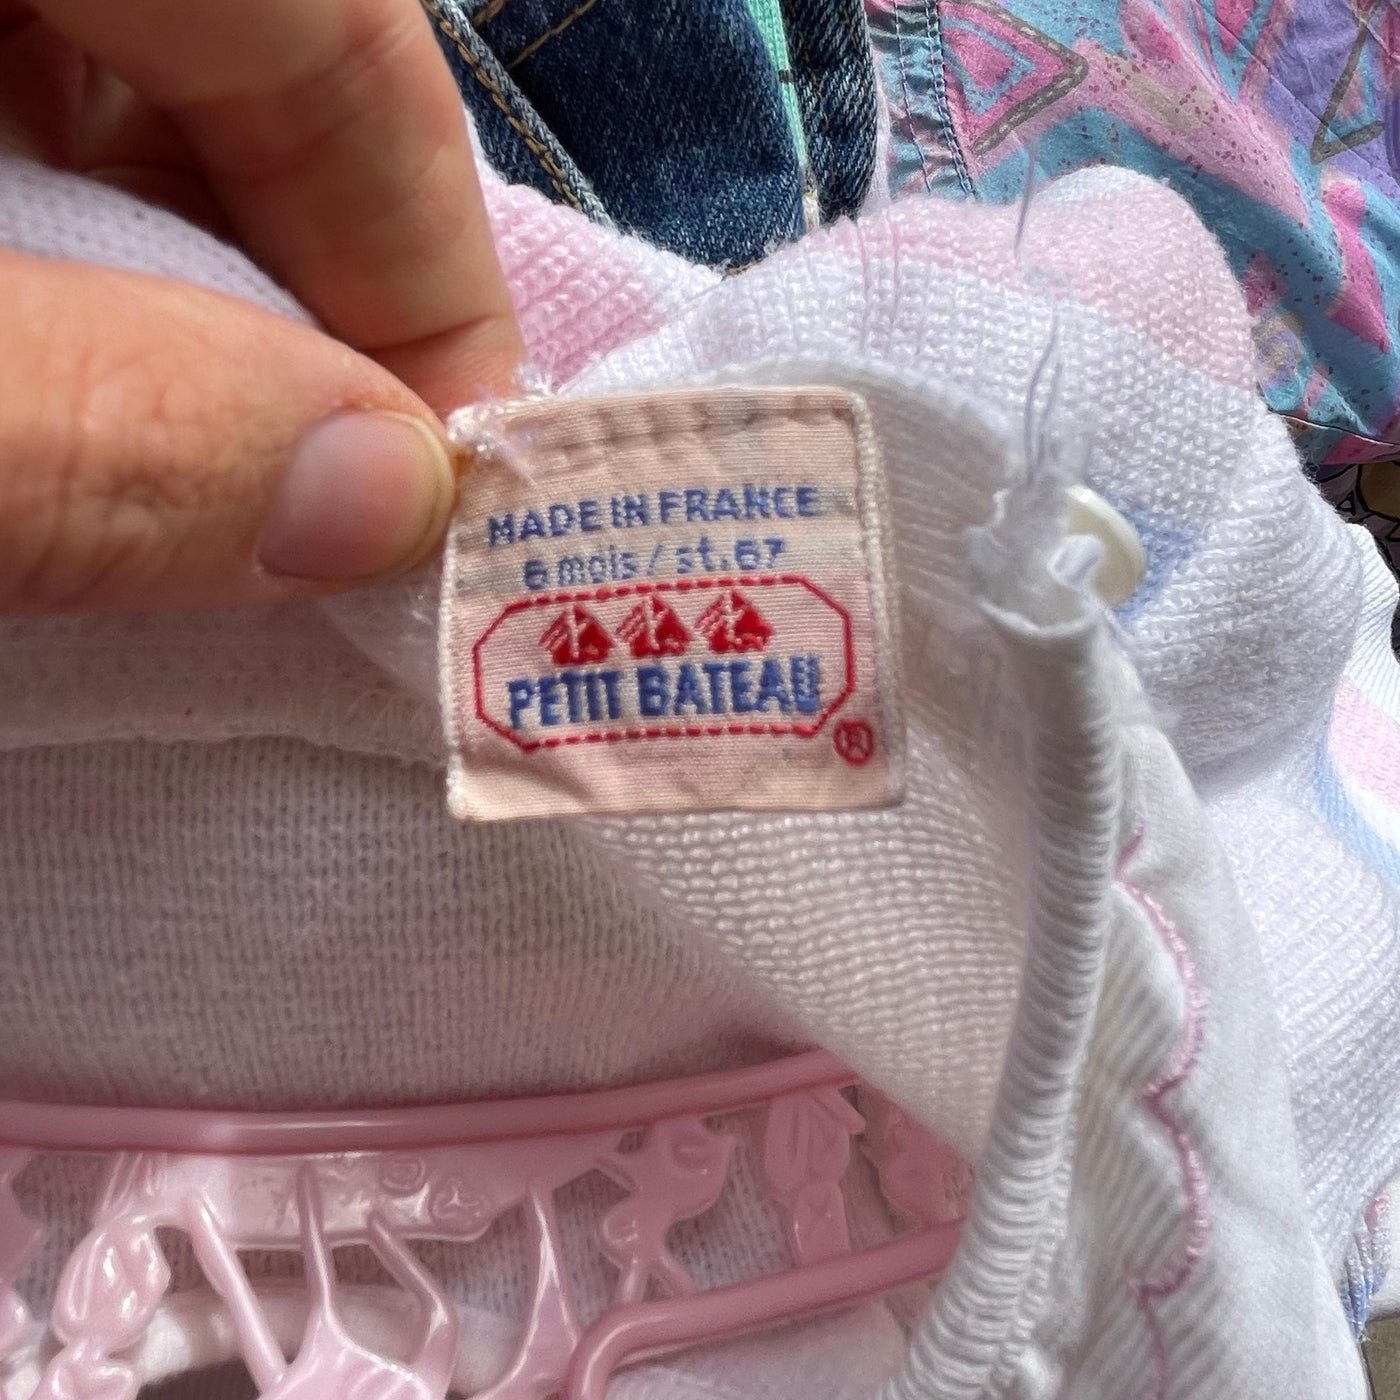 MADE IN FRANCE
6 mois / st.67
PETIT BATEAU
®